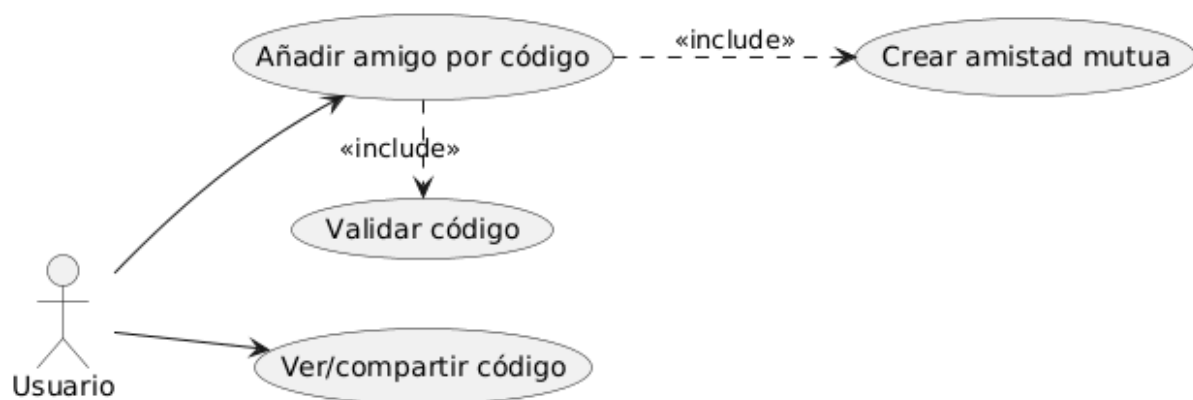 Añadir amigo por código
«include»
Crear amistad mutua
«include»
Validar código
Ver/compartir código
Usuario